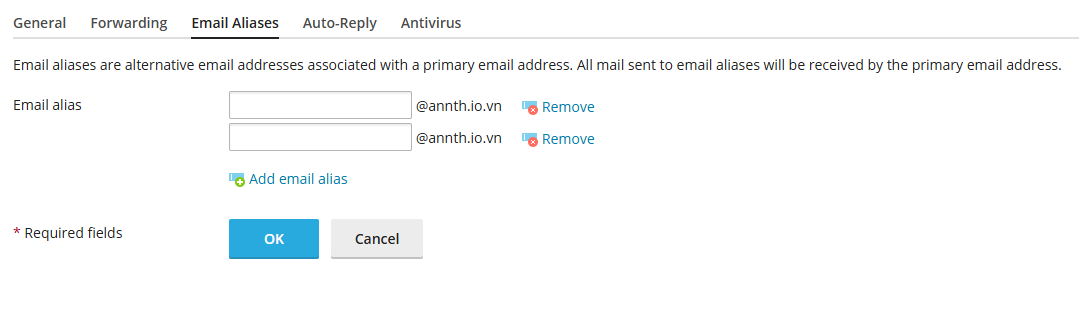 General Forwarding Email Aliases Auto-Reply Antivirus
Email aliases are alternative email addresses associated with a primary email address. All mail sent to email aliases will be received by the primary email address.
Email alias @annth.io.vn Remove
@annth.io.vn Remove
Add email alias
* Required fields OK Cancel